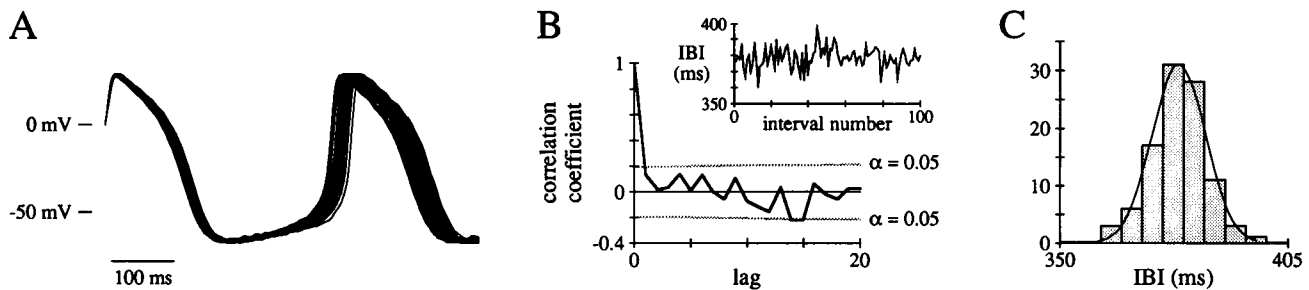 A
0 mV
-50 mV
100 ms
B
correlation
coefficient
1
0
-0.4
0
20
lag
α = 0.05
α = 0.05
400
IBI
(ms)
350
0
100
interval number
C
30
20
10
0
350
405
IBI (ms)